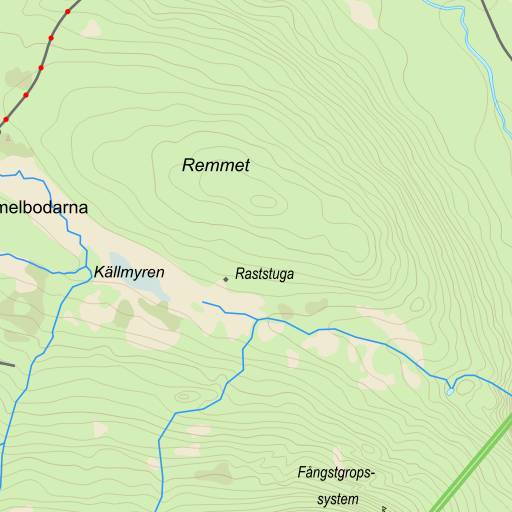 Remmet
melbodarna
Källmyren
Raststuga
Fångstgrops-
system